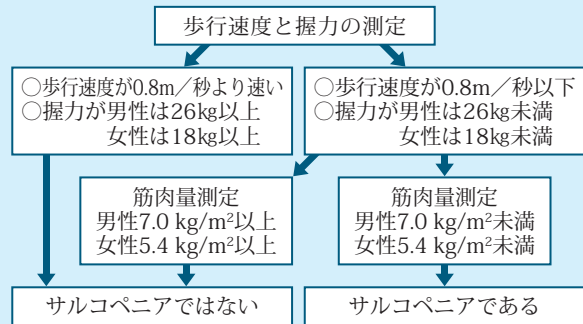 歩行速度と握力の測定
○歩行速度が0.8m／秒より速い
○握力が男性は26kg以上
女性は18kg以上
○歩行速度が0.8m／秒以下
○握力が男性は26kg未満
女性は18kg未満
筋肉量測定
男性7.0 kg/m²以上
女性5.4 kg/m²以上
筋肉量測定
男性7.0 kg/m²未満
女性5.4 kg/m²未満
サルコペニアではない
サルコペニアである